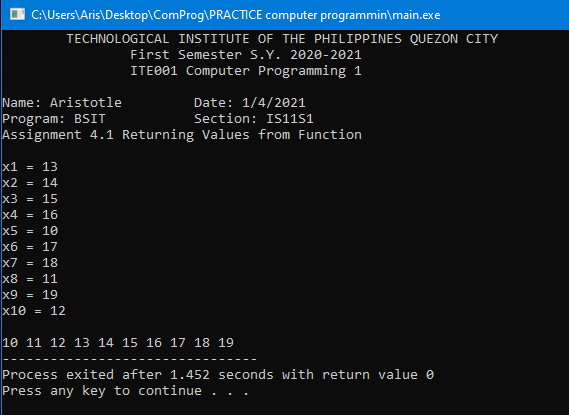 C:\Users\Aris\Desktop\ComProg\PRACTICE computer programmin\main.exe
TECHNOLOGICAL INSTITUTE OF THE PHILIPPINES QUEZON CITY
First Semester S.Y. 2020-2021
ITE001 Computer Programming 1
Name: Aristotle Date: 1/4/2021
Program: BSIT Section: IS11S1
Assignment 4.1 Returning Values from Function
x1 = 13
x2 = 14
x3 = 15
x4 = 16
x5 = 10
x6 = 17
x7 = 18
x8 = 11
x9 = 19
x10 = 12
10 11 12 13 14 15 16 17 18 19
--------------------------------
Process exited after 1.452 seconds with return value 0
Press any key to continue . . .